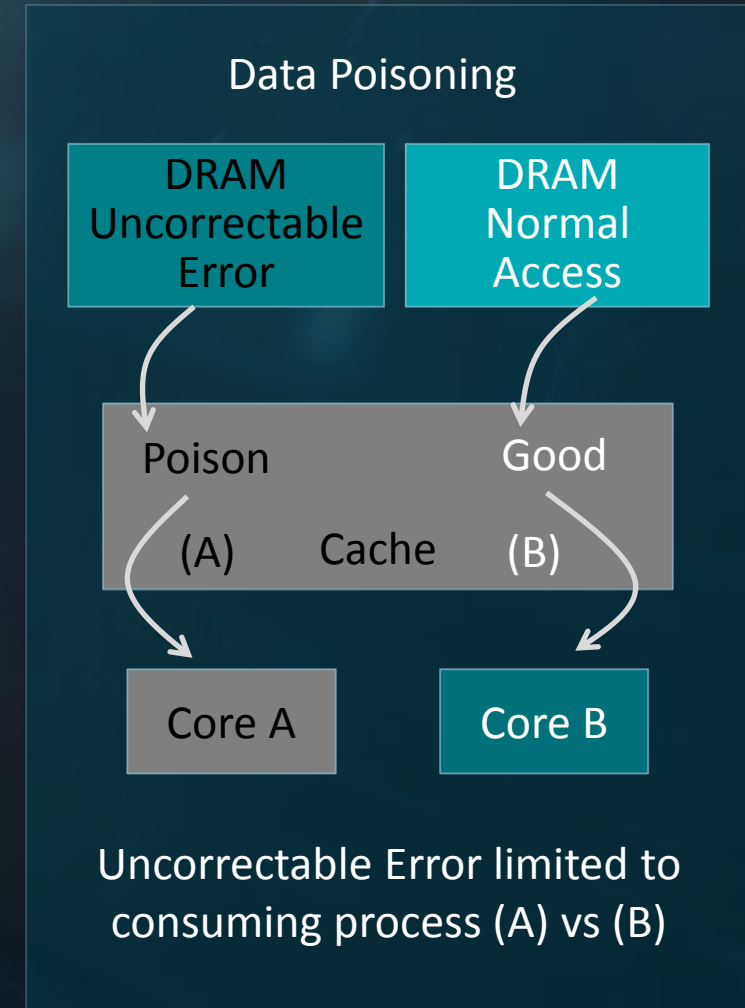 Data Poisoning
DRAM
Uncorrectable
Error
DRAM
Normal
Access
Poison
Good
(A)
Cache
(B)
Core A
Core B
Uncorrectable Error limited to
consuming process (A) vs (B)